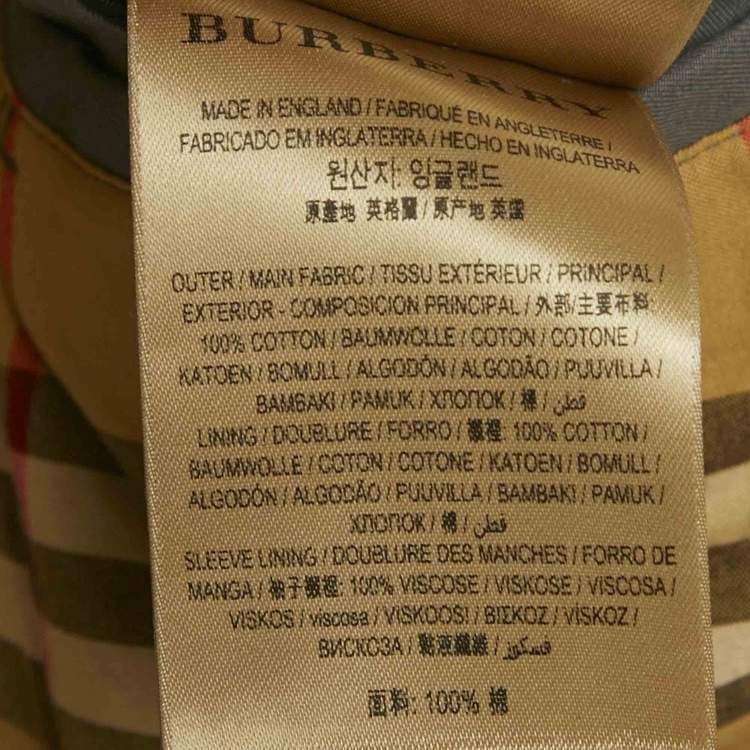 BURBERRY
MADE IN ENGLAND / FABRIQUÉ EN ANGLETERRE /
FABRICADO EM INGLATERRA / HECHO EN INGLATERRA
원산자: 잉글랜드
原產地 英格蘭 / 原产地 英国
OUTER / MAIN FABRIC / TISSU EXTÉRIEUR / PRINCIPAL /
EXTERIOR - COMPOSICION PRINCIPAL / 外部/主要布料
100% COTTON / BAUMWOLLE / COTON / COTONE /
KATOEN / BOMULL / ALGODÓN / ALGODÃO / PUUVILLA /
BAMBAKI / PAMUK / ХЛОПОК / 棉 / قطن /
LINING / DOUBLURE / FORRO / 襯裡: 100% COTTON /
BAUMWOLLE / COTON / COTONE / KATOEN / BOMULL /
ALGODÓN / ALGODÃO / PUUVILLA / BAMBAKI / PAMUK /
ХЛОПОК / 棉 / قطن /
SLEEVE LINING / DOUBLURE DES MANCHES / FORRO DE
MANGA / 袖子襯裡: 100% VISCOSE / VISKOSE / VISCOSA /
VISKOS / viscosa / VISKOOSI / ΒΙΣΚΟΖ / VİSKOZ /
ВИСКОЗА / 黏液纖維 / فسكوز /
面料: 100% 棉